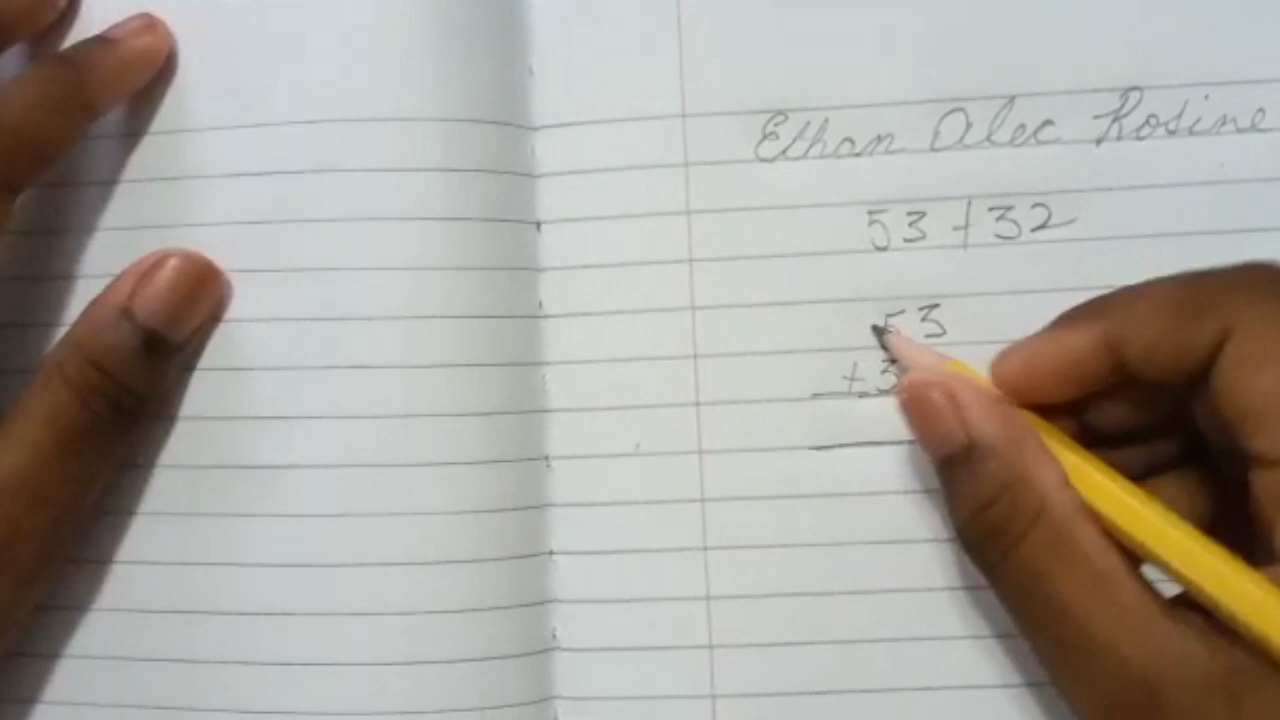 Ethan Alec Rosine
53 + 32
53
+ 3